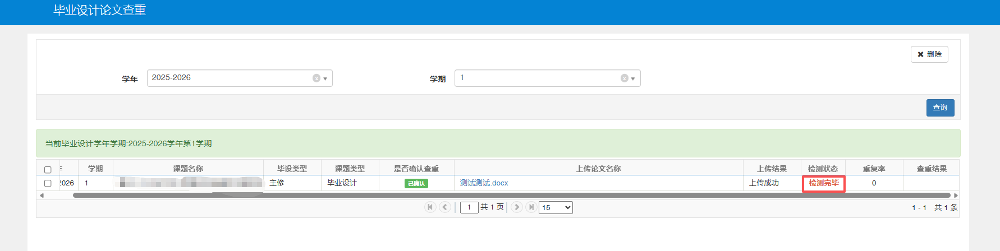 毕业设计论文查重
✖ 删除
学年 2025-2026 学期 1
查询
当前毕业设计学年学期:2025-2026学年第1学期
学期 课题名称 毕设类型 课题类型 是否确认查重 上传论文名称 上传结果 检测状态 重复率 查重结果
2026 1 主修 毕业设计 已确认 测试测试.docx 上传成功 检测完毕 0
1 共 1 页 15 1 - 1 共 1 条